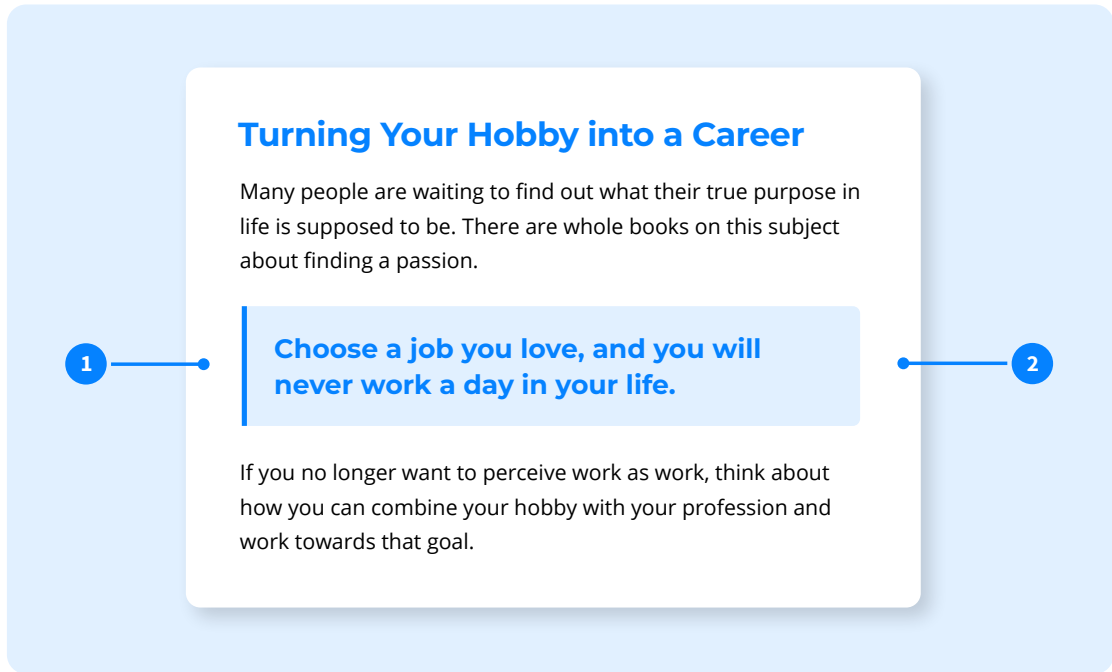 Turning Your Hobby into a Career
Many people are waiting to find out what their true purpose in
life is supposed to be. There are whole books on this subject
about finding a passion.
1
Choose a job you love, and you will
never work a day in your life.
2
If you no longer want to perceive work as work, think about
how you can combine your hobby with your profession and
work towards that goal.